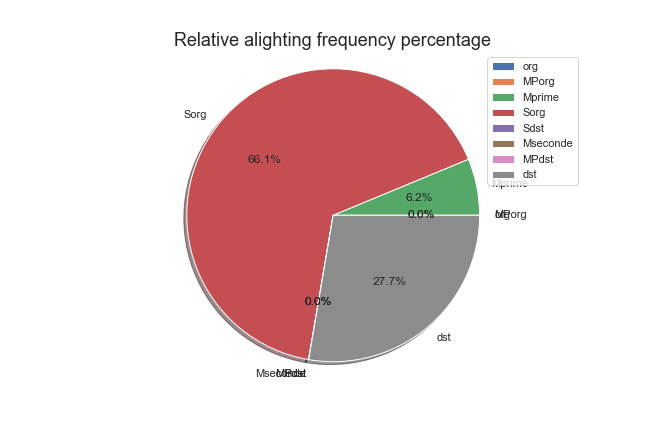 Relative alighting frequency percentage
org
MPorg
Mprime
Sorg
Sdst
Mseconde
MPdst
dst
Sorg
66.1%
Mprime
6.2%
0.0%
MPorg
27.7%
0.0%
dst